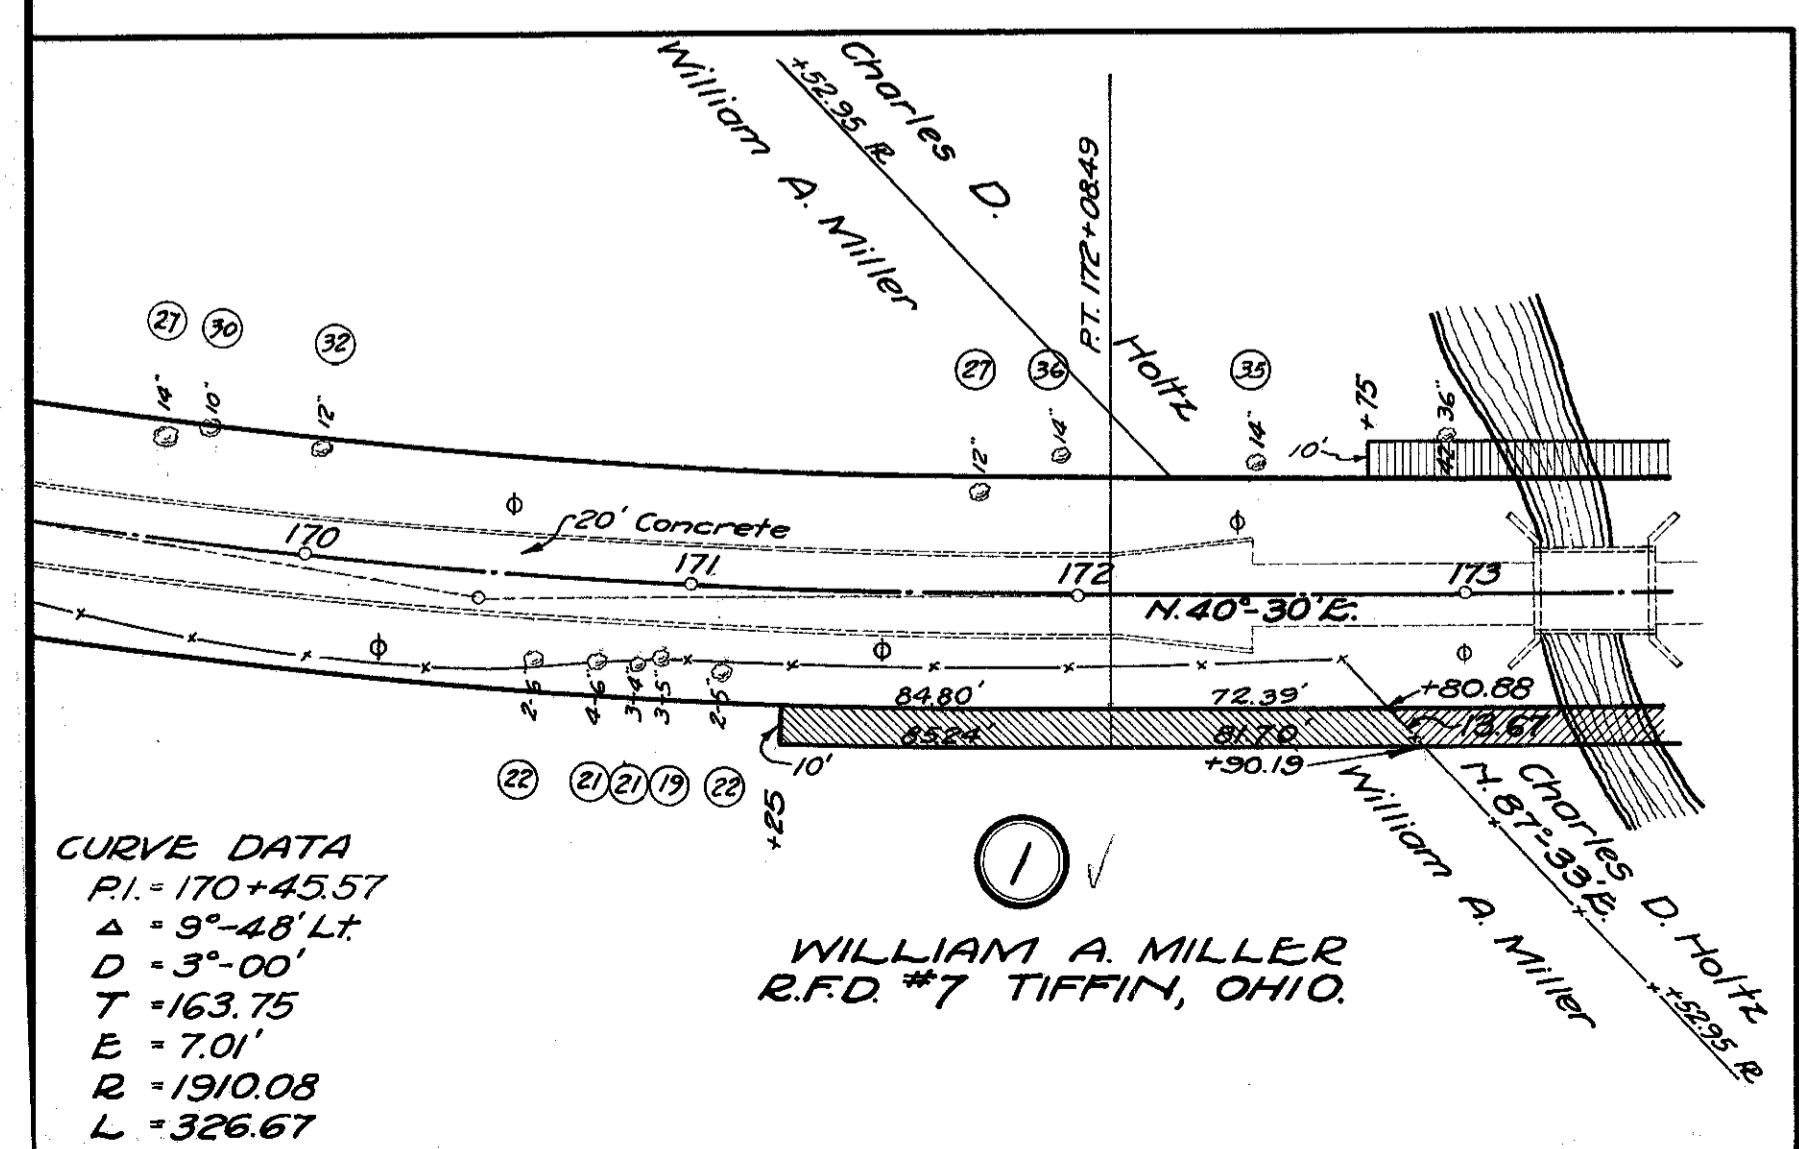 William A. Miller
+52.95 PL
Charles D. Holtz
P.T. 172+08.49
27
30
32
27
36
35
14"
10"
12"
12"
14"
14"
+75
10'
36"
42"
20' Concrete
170
171
172
173
N.40°-30'E.
2-5"
4-6"
3-4"
3-5"
2-5"
84.80'
72.39'
+80.88
85.24'
81.70'
13.67
10'
+90.19
22
21
21
19
22
+25
William A. Miller
N.87°-33'E.
Charles D. Holtz
+52.95 PL
1
WILLIAM A. MILLER
R.F.D. #7 TIFFIN, OHIO.
CURVE DATA
P.I. = 170+45.57
Δ = 9°-48' Lt.
D = 3°-00'
T = 163.75
E = 7.01'
R = 1910.08
L = 326.67